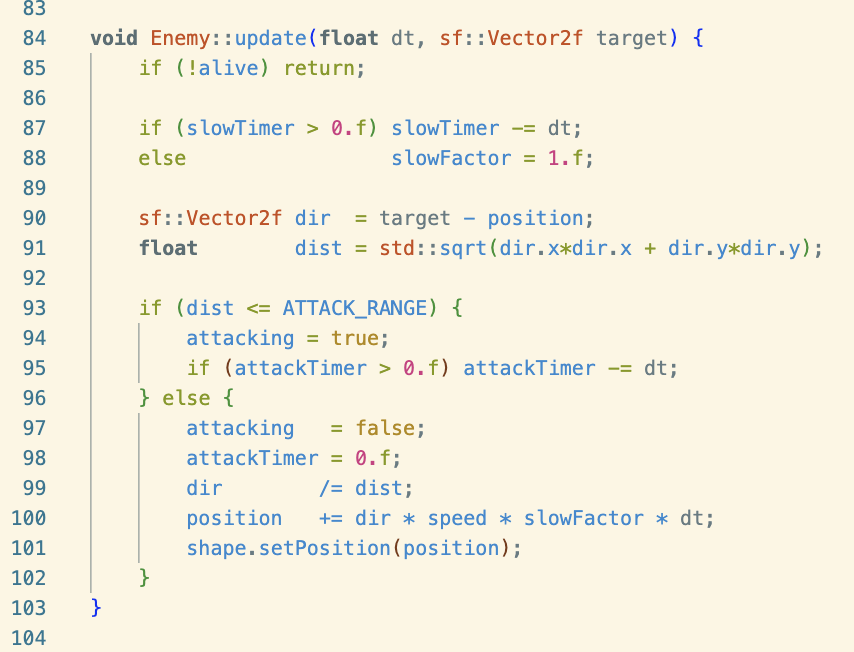 83
84 void Enemy::update(float dt, sf::Vector2f target) {
85     if (!alive) return;
86
87     if (slowTimer > 0.f) slowTimer -= dt;
88     else                 slowFactor = 1.f;
89
90     sf::Vector2f dir  = target - position;
91     float        dist = std::sqrt(dir.x*dir.x + dir.y*dir.y);
92
93     if (dist <= ATTACK_RANGE) {
94         attacking = true;
95         if (attackTimer > 0.f) attackTimer -= dt;
96     } else {
97         attacking   = false;
98         attackTimer = 0.f;
99         dir        /= dist;
100         position   += dir * speed * slowFactor * dt;
101         shape.setPosition(position);
102     }
103 }
104